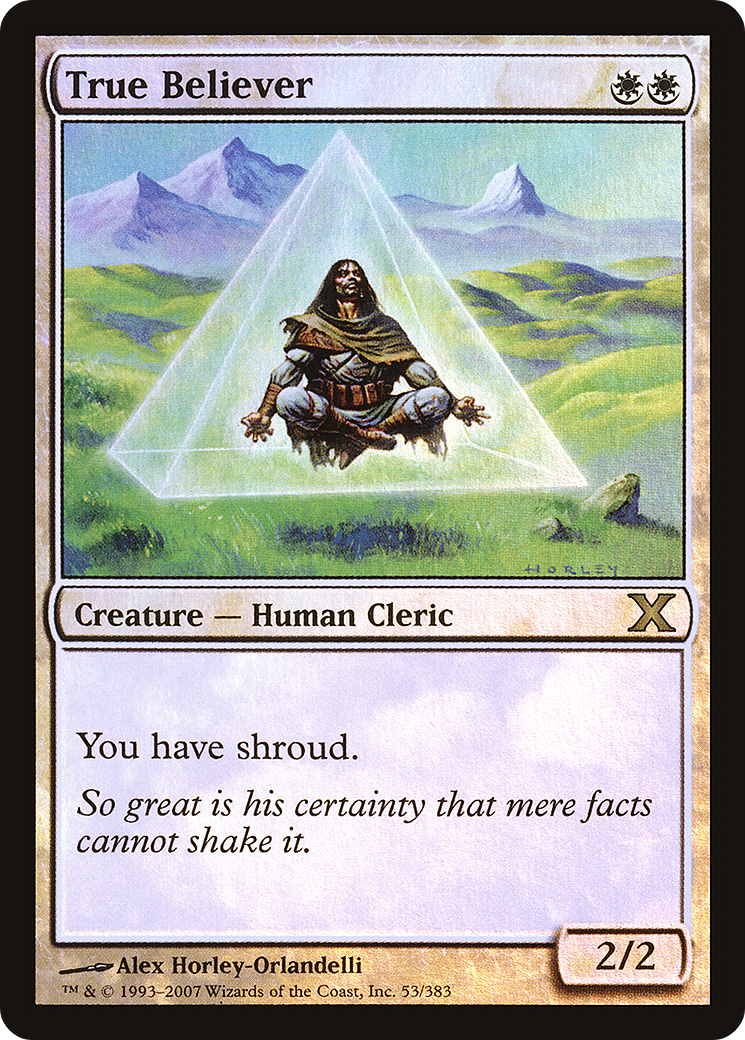 True Believer
HORLEY
Creature — Human Cleric
X
You have shroud.
So great is his certainty that mere facts
cannot shake it.
2/2
Alex Horley-Orlandelli
™ & © 1993–2007 Wizards of the Coast, Inc. 53/383